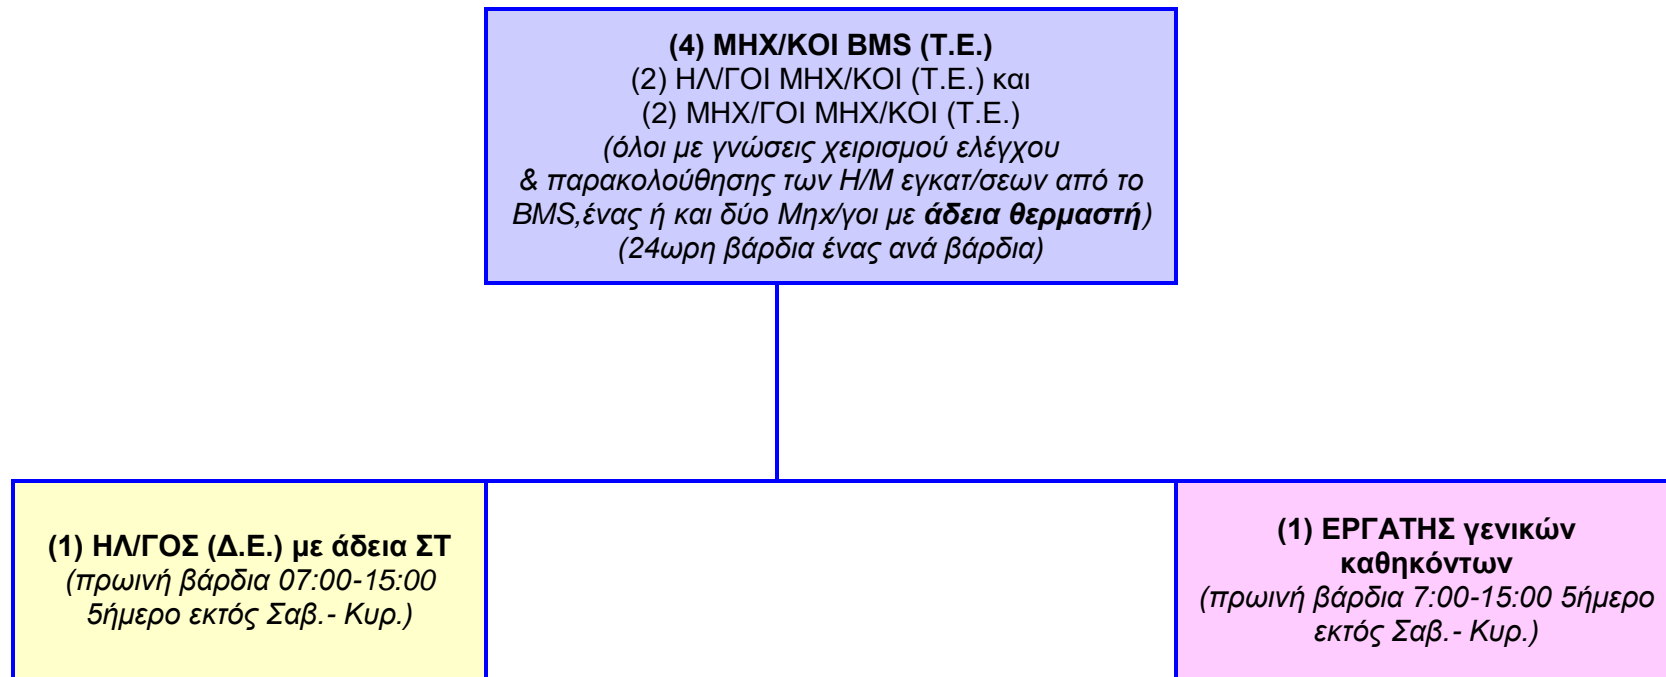 (4) ΜΗΧ/ΚΟΙ BMS (Τ.Ε.)
(2) ΗΛ/ΓΟΙ ΜΗΧ/ΚΟΙ (Τ.Ε.) και
(2) ΜΗΧ/ΓΟΙ ΜΗΧ/ΚΟΙ (Τ.Ε.)
(όλοι με γνώσεις χειρισμού ελέγχου
& παρακολούθησης των Η/Μ εγκατ/σεων από το
BMS,ένας ή και δύο Μηχ/γοι με άδεια θερμαστή)
(24ωρη βάρδια ένας ανά βάρδια)
(1) ΗΛ/ΓΟΣ (Δ.Ε.) με άδεια ΣΤ
(πρωινή βάρδια 07:00-15:00
5ήμερο εκτός Σαβ.- Κυρ.)
(1) ΕΡΓΑΤΗΣ γενικών
καθηκόντων
(πρωινή βάρδια 7:00-15:00 5ήμερο
εκτός Σαβ.- Κυρ.)